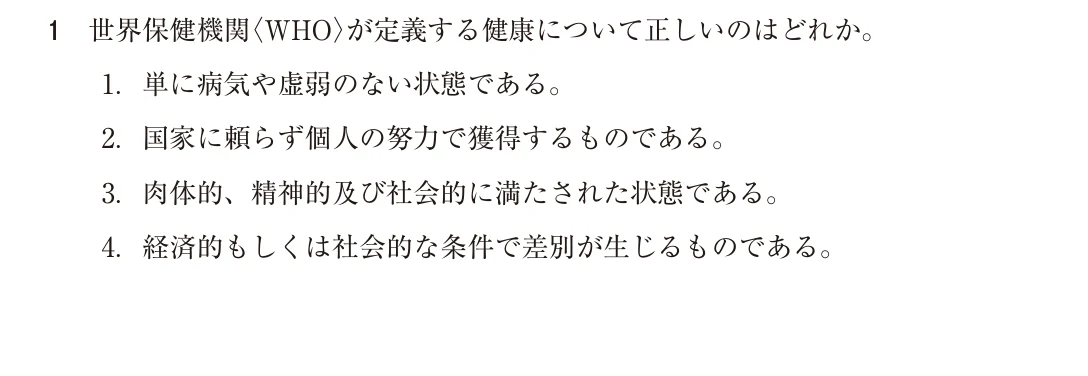 1 世界保健機関〈WHO〉が定義する健康について正しいのはどれか。
1. 単に病気や虚弱のない状態である。
2. 国家に頼らず個人の努力で獲得するものである。
3. 肉体的、精神的及び社会的に満たされた状態である。
4. 経済的もしくは社会的な条件で差別が生じるものである。